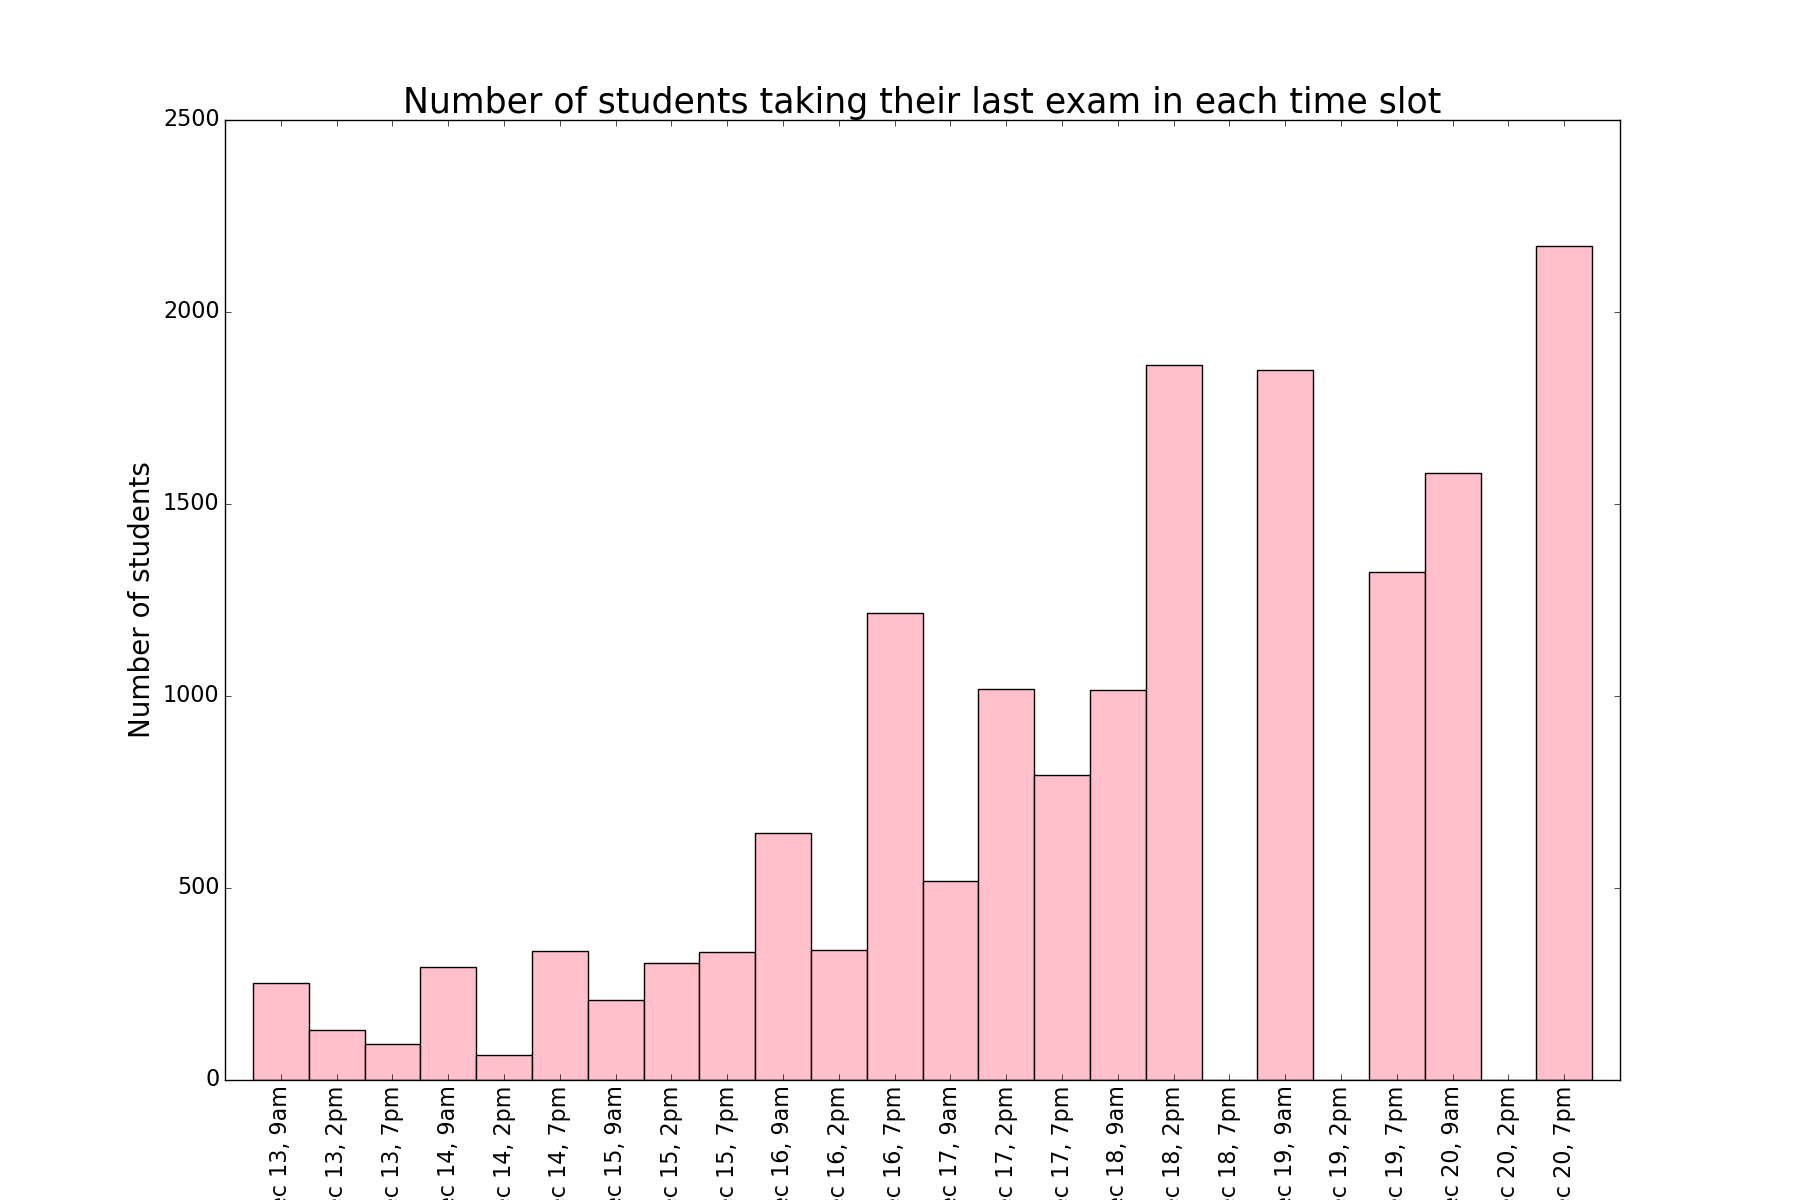 Number of students taking their last exam in each time slot
Number of students
2500
2000
1500
1000
500
0
c 13, 9am
c 13, 2pm
c 13, 7pm
c 14, 9am
c 14, 2pm
c 14, 7pm
c 15, 9am
c 15, 2pm
c 15, 7pm
c 16, 9am
c 16, 2pm
c 16, 7pm
c 17, 9am
c 17, 2pm
c 17, 7pm
c 18, 9am
c 18, 2pm
c 18, 7pm
c 19, 9am
c 19, 2pm
c 19, 7pm
c 20, 9am
c 20, 2pm
c 20, 7pm